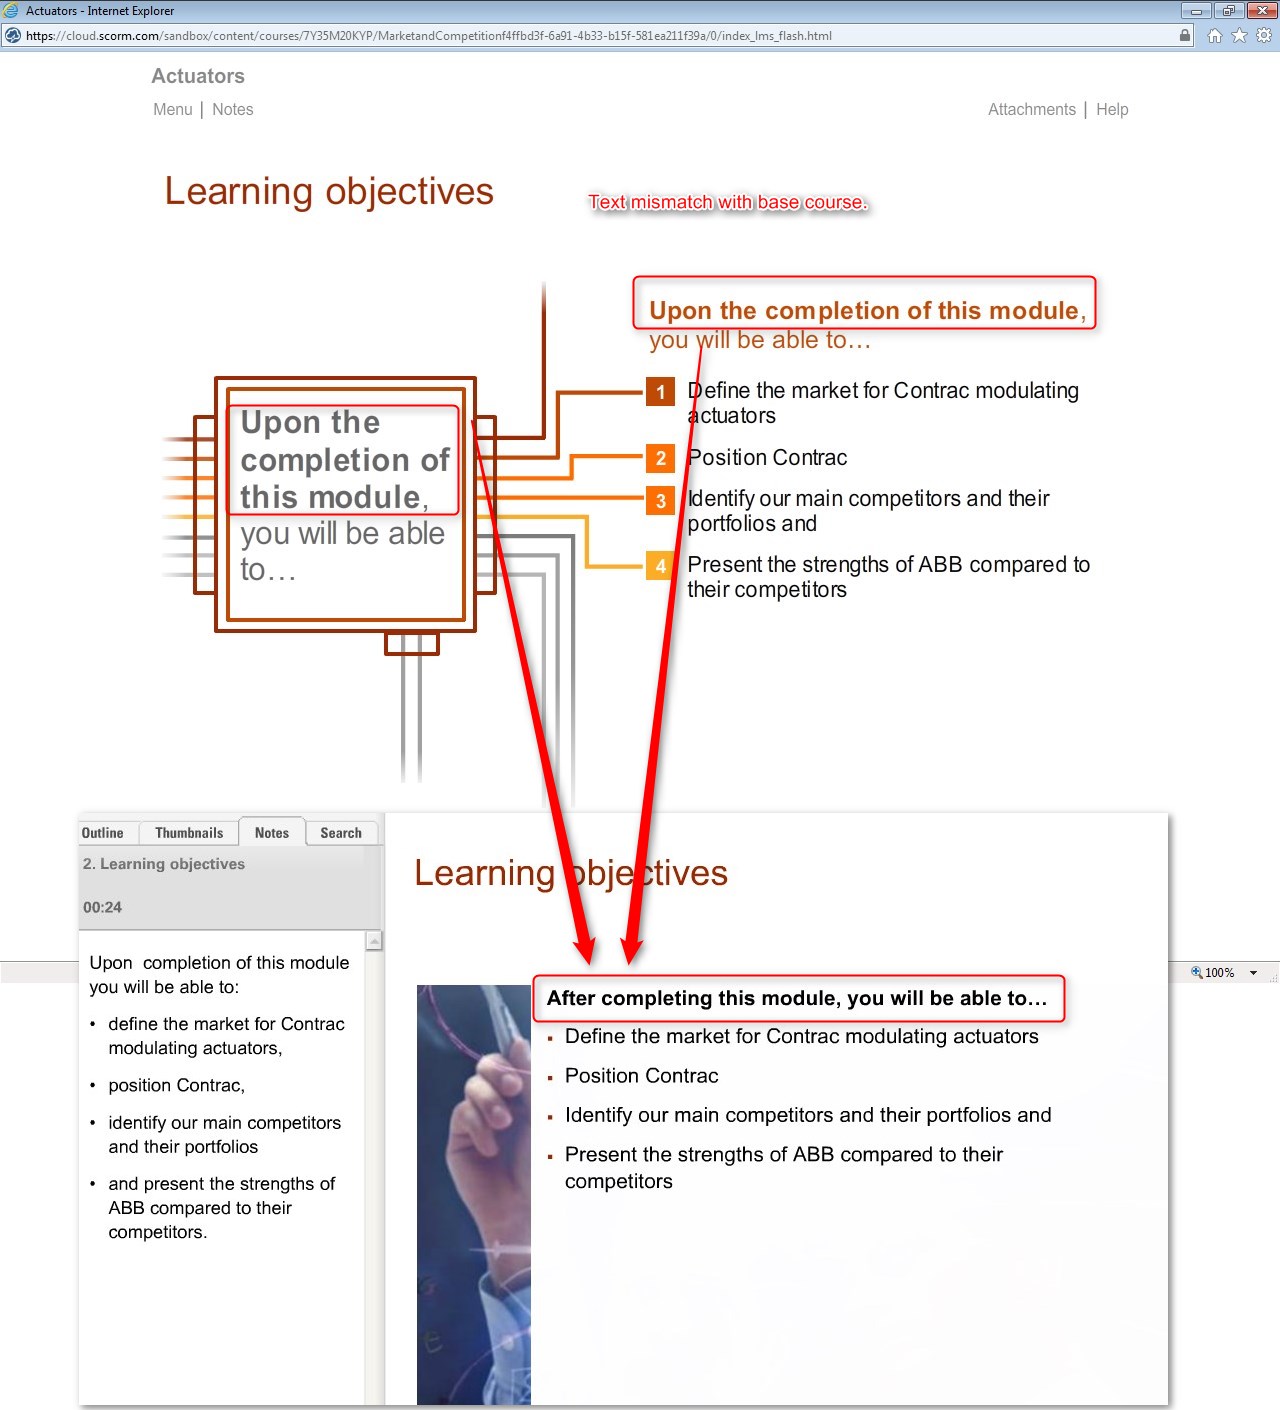 Actuators - Internet Explorer
https://cloud.scorm.com/sandbox/content/courses/7Y35M20KYP/MarketandCompetitionf4ffbd3f-6a91-4b33-b15f-581ea211f39a/0/index_lms_flash.html
Actuators
Menu | Notes
Attachments | Help
Learning objectives
Text mismatch with base course.
Upon the completion of this module,
you will be able to…
Upon the
completion of
this module,
you will be able
to…
1 Define the market for Contrac modulating
actuators
2 Position Contrac
3 Identify our main competitors and their
portfolios and
4 Present the strengths of ABB compared to
their competitors
Outline Thumbnails Notes Search
2. Learning objectives
00:24
Upon completion of this module
you will be able to:
• define the market for Contrac
modulating actuators,
• position Contrac,
• identify our main competitors
and their portfolios
• and present the strengths of
ABB compared to their
competitors.
Learning objectives
After completing this module, you will be able to…
▪ Define the market for Contrac modulating actuators
▪ Position Contrac
▪ Identify our main competitors and their portfolios and
▪ Present the strengths of ABB compared to their
competitors
100%